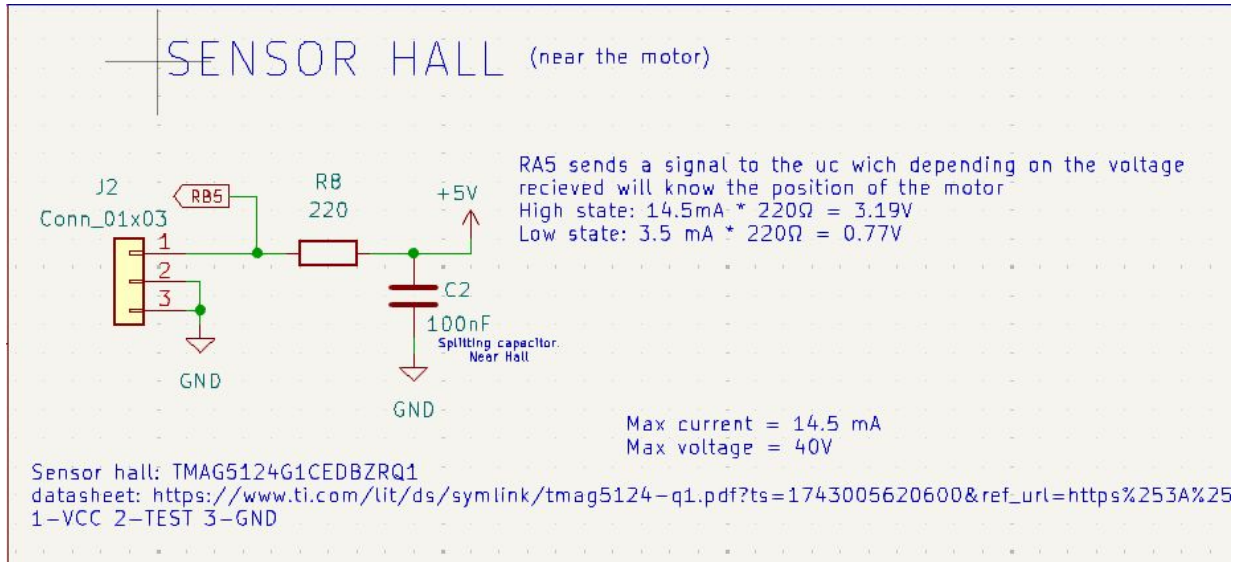 SENSOR HALL (near the motor)
RA5 sends a signal to the uc wich depending on the voltage
recieved will know the position of the motor
High state: 14.5mA * 220Ω = 3.19V
Low state: 3.5 mA * 220Ω = 0.77V
J2
Conn_01x03
RB5
R8
220
+5V
1
2
3
C2
100nF
Splitting capacitor.
Near Hall
GND
GND
Max current = 14.5 mA
Max voltage = 40V
Sensor hall: TMAG5124G1CEDBZRQ1
datasheet: https://www.ti.com/lit/ds/symlink/tmag5124-q1.pdf?ts=1743005620600&ref_url=https%253A%25
1-VCC 2-TEST 3-GND